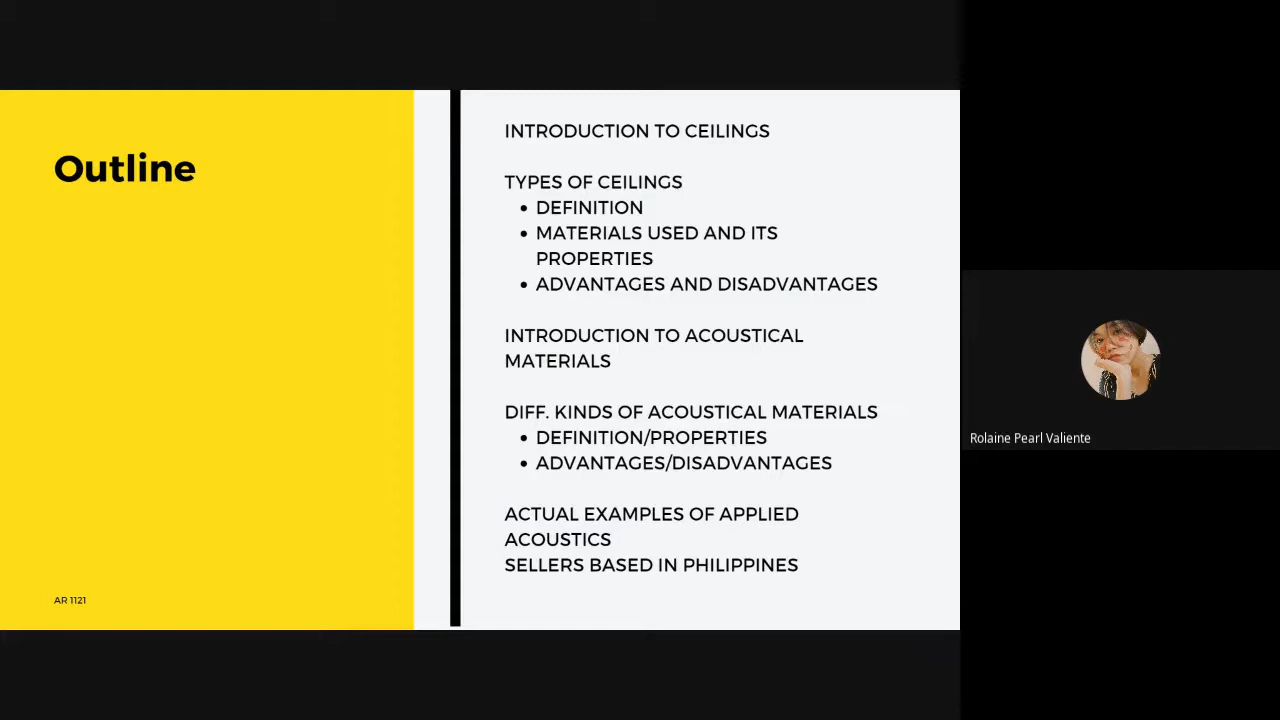 Outline
INTRODUCTION TO CEILINGS
TYPES OF CEILINGS
• DEFINITION
• MATERIALS USED AND ITS
PROPERTIES
• ADVANTAGES AND DISADVANTAGES
INTRODUCTION TO ACOUSTICAL
MATERIALS
DIFF. KINDS OF ACOUSTICAL MATERIALS
• DEFINITION/PROPERTIES
• ADVANTAGES/DISADVANTAGES
ACTUAL EXAMPLES OF APPLIED
ACOUSTICS
SELLERS BASED IN PHILIPPINES
AR 1121
Rolaine Pearl Valiente